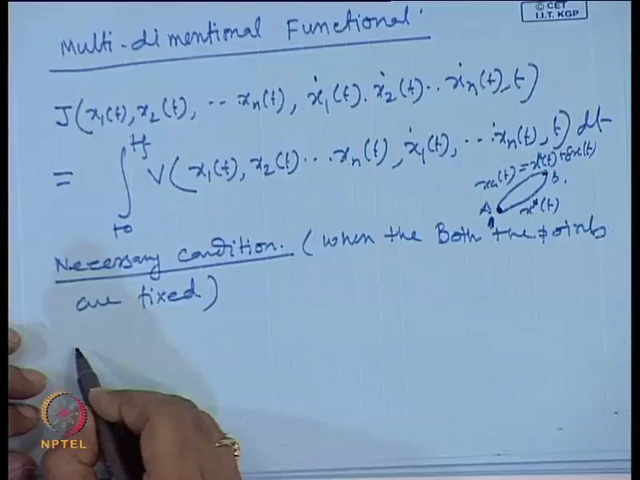 © CET
I.I.T. KGP
Multi-dimentional Functional
J(x₁(t), x₂(t), ·· xₙ(t), ẋ₁(t). ẋ₂(t)·· ẋₙ(t), t)
= ∫ V(x₁(t), x₂(t) ··· xₙ(t), ẋ₁(t), ··· ẋₙ(t), t) dt
tf
t0
xₐ(t) = x*(t) + δx(t)
A B.
x*(t)
Necessary condition. (when the Both the points
are fixed)
NPTEL